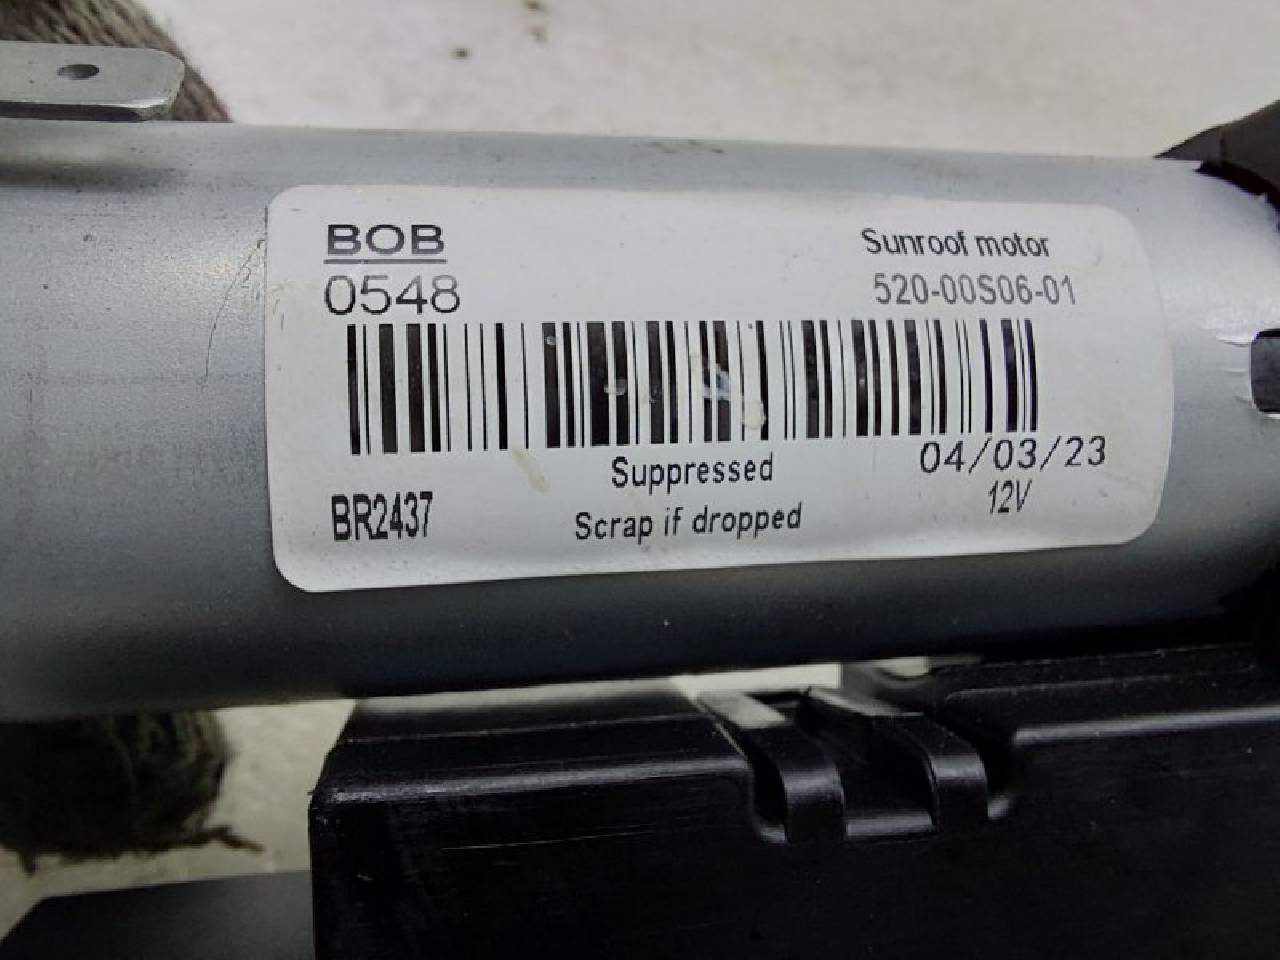 BOB
Sunroof motor
0548
520-00S06-01
04/03/23
Suppressed
12V
BR2437
Scrap if dropped